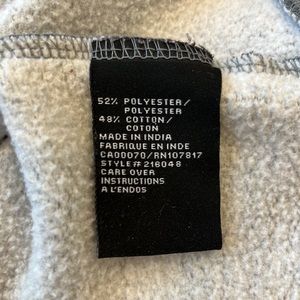 52% POLYESTER/
POLYESTER
48% COTTON/
COTON
MADE IN INDIA
FABRIQUE EN INDE
CA00070/RN107817
STYLE# 216048
CARE OVER
INSTRUCTIONS
A L'ENDOS